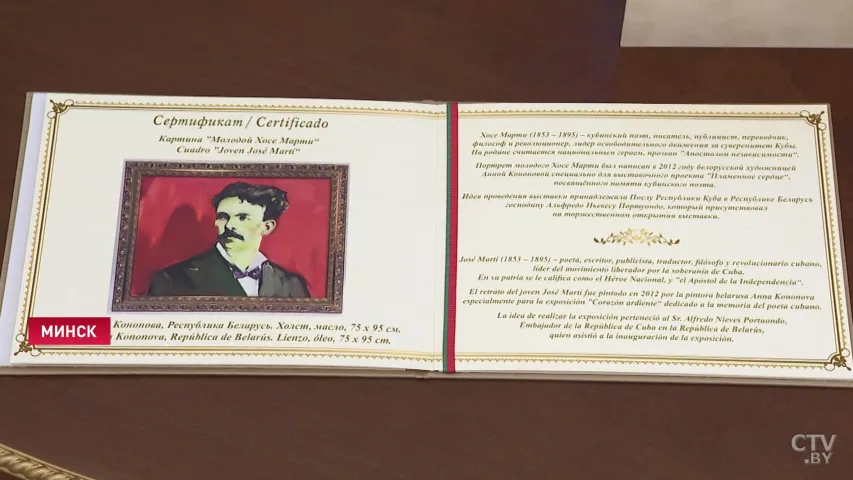 Сертификат / Certificado
Картина "Молодой Хосе Марти"
Cuadro "Joven José Martí"
Кононова, Республика Беларусь. Холст, масло, 75 х 95 см.
Kononova, República de Belarús. Lienzo, óleo, 75 x 95 cm.
МИНСК
Хосе Марти (1853 – 1895) – кубинский поэт, писатель, публицист, переводчик,
философ и революционер, лидер освободительного движения за суверенитет Кубы.
На родине считается национальным героем, прозван "Апостолом независимости".
Портрет молодого Хосе Марти был написан в 2012 году белорусской художницей
Анной Кононовой специально для выставочного проекта "Пламенное сердце",
посвящённого памяти кубинского поэта.
Идея проведения выставки принадлежала Послу Республики Куба в Республике Беларусь
господину Альфредо Ньевесу Портуондо, который присутствовал
на торжественном открытии выставки.
José Martí (1853 – 1895) – poeta, escritor, publicista, traductor, filósofo y revolucionario cubano,
líder del movimiento liberador por la soberanía de Cuba.
En su patria se le califica como el Héroe Nacional, y "el Apóstol de la Independencia".
El retrato del joven José Martí fue pintado en 2012 por la pintora belarusa Anna Kononova
especialmente para la exposición "Corazón ardiente" dedicado a la memoria del poeta cubano.
La idea de realizar la exposición perteneció al Sr. Alfredo Nieves Portuondo,
Embajador de la República de Cuba en la República de Belarús,
quien asistió a la inauguración de la exposición.
CTV
.BY